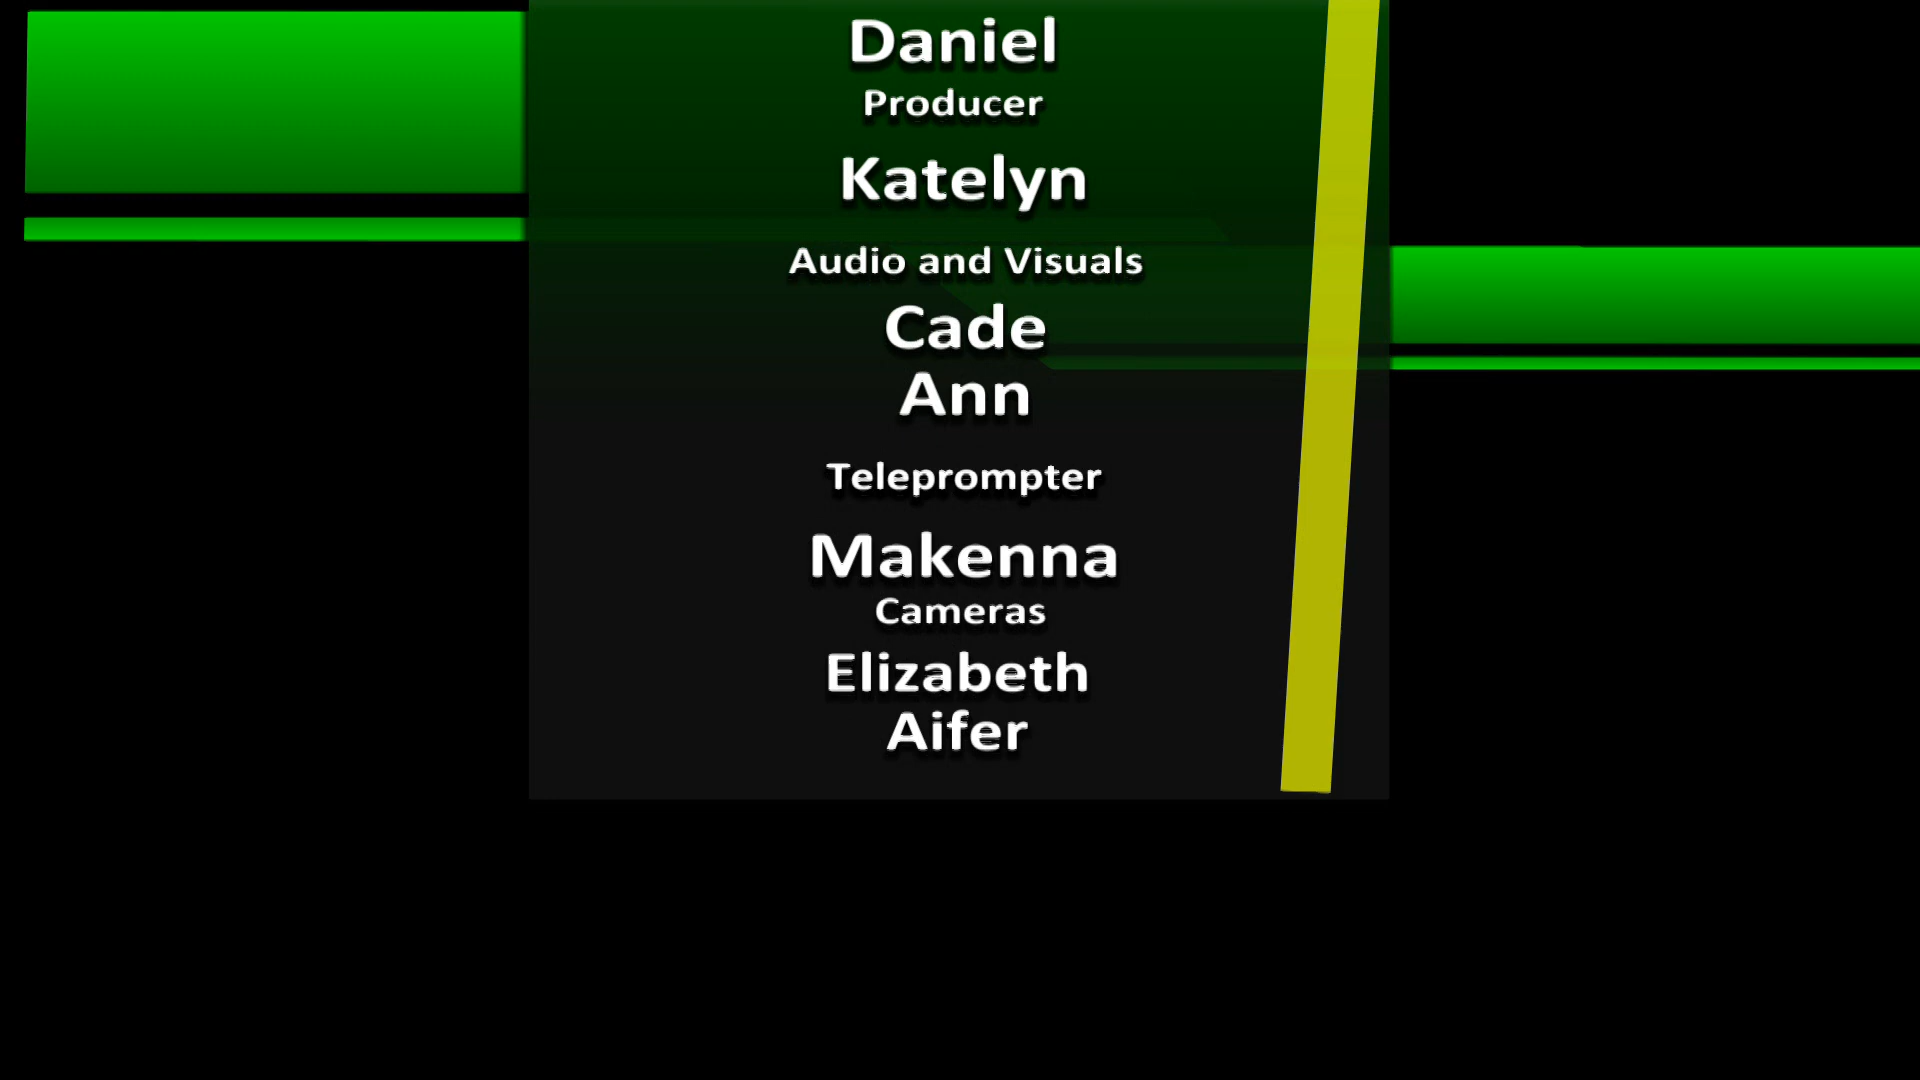 Daniel
Producer
Katelyn
Audio and Visuals
Cade
Ann
Teleprompter
Makenna
Cameras
Elizabeth
Aifer